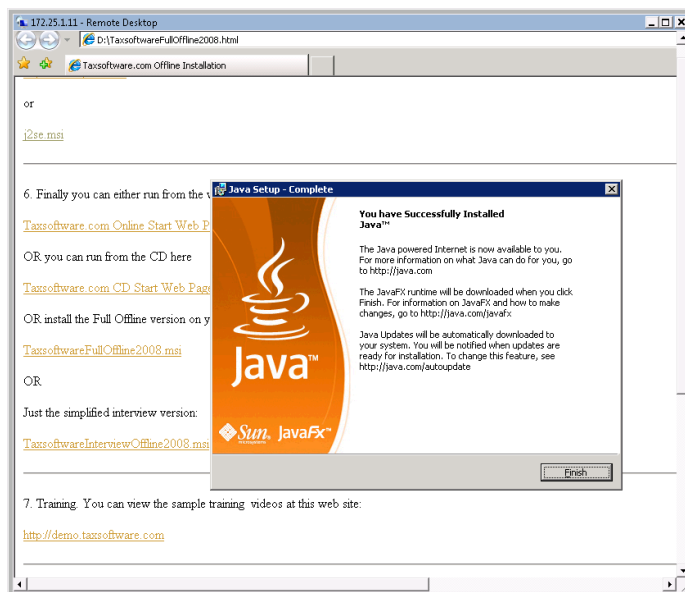 172.25.1.11 - Remote Desktop
D:\TaxsoftwareFullOffline2008.html
Taxsoftware.com Offline Installation
or
j2se.msi
6. Finally you can either run from the
Taxsoftware.com Online Start Web P
OR you can run from the CD here
Taxsoftware.com CD Start Web Page
OR install the Full Offline version on y
TaxsoftwareFullOffline2008.msi
OR
Just the simplified interview version:
TaxsoftwareInterviewOffline2008.msi
7. Training. You can view the sample training videos at this web site:
http://demo.taxsoftware.com
Java Setup - Complete
You have Successfully Installed
Java™
The Java powered Internet is now available to you.
For more information on what Java can do for you, go
to http://java.com
The JavaFX runtime will be downloaded when you click
Finish. For information on JavaFX and how to make
changes, go to http://java.com/javafx
Java Updates will be automatically downloaded to
your system. You will be notified when updates are
ready for installation. To change this feature, see
http://java.com/autoupdate
Java™
Sun JavaFx™
Finish